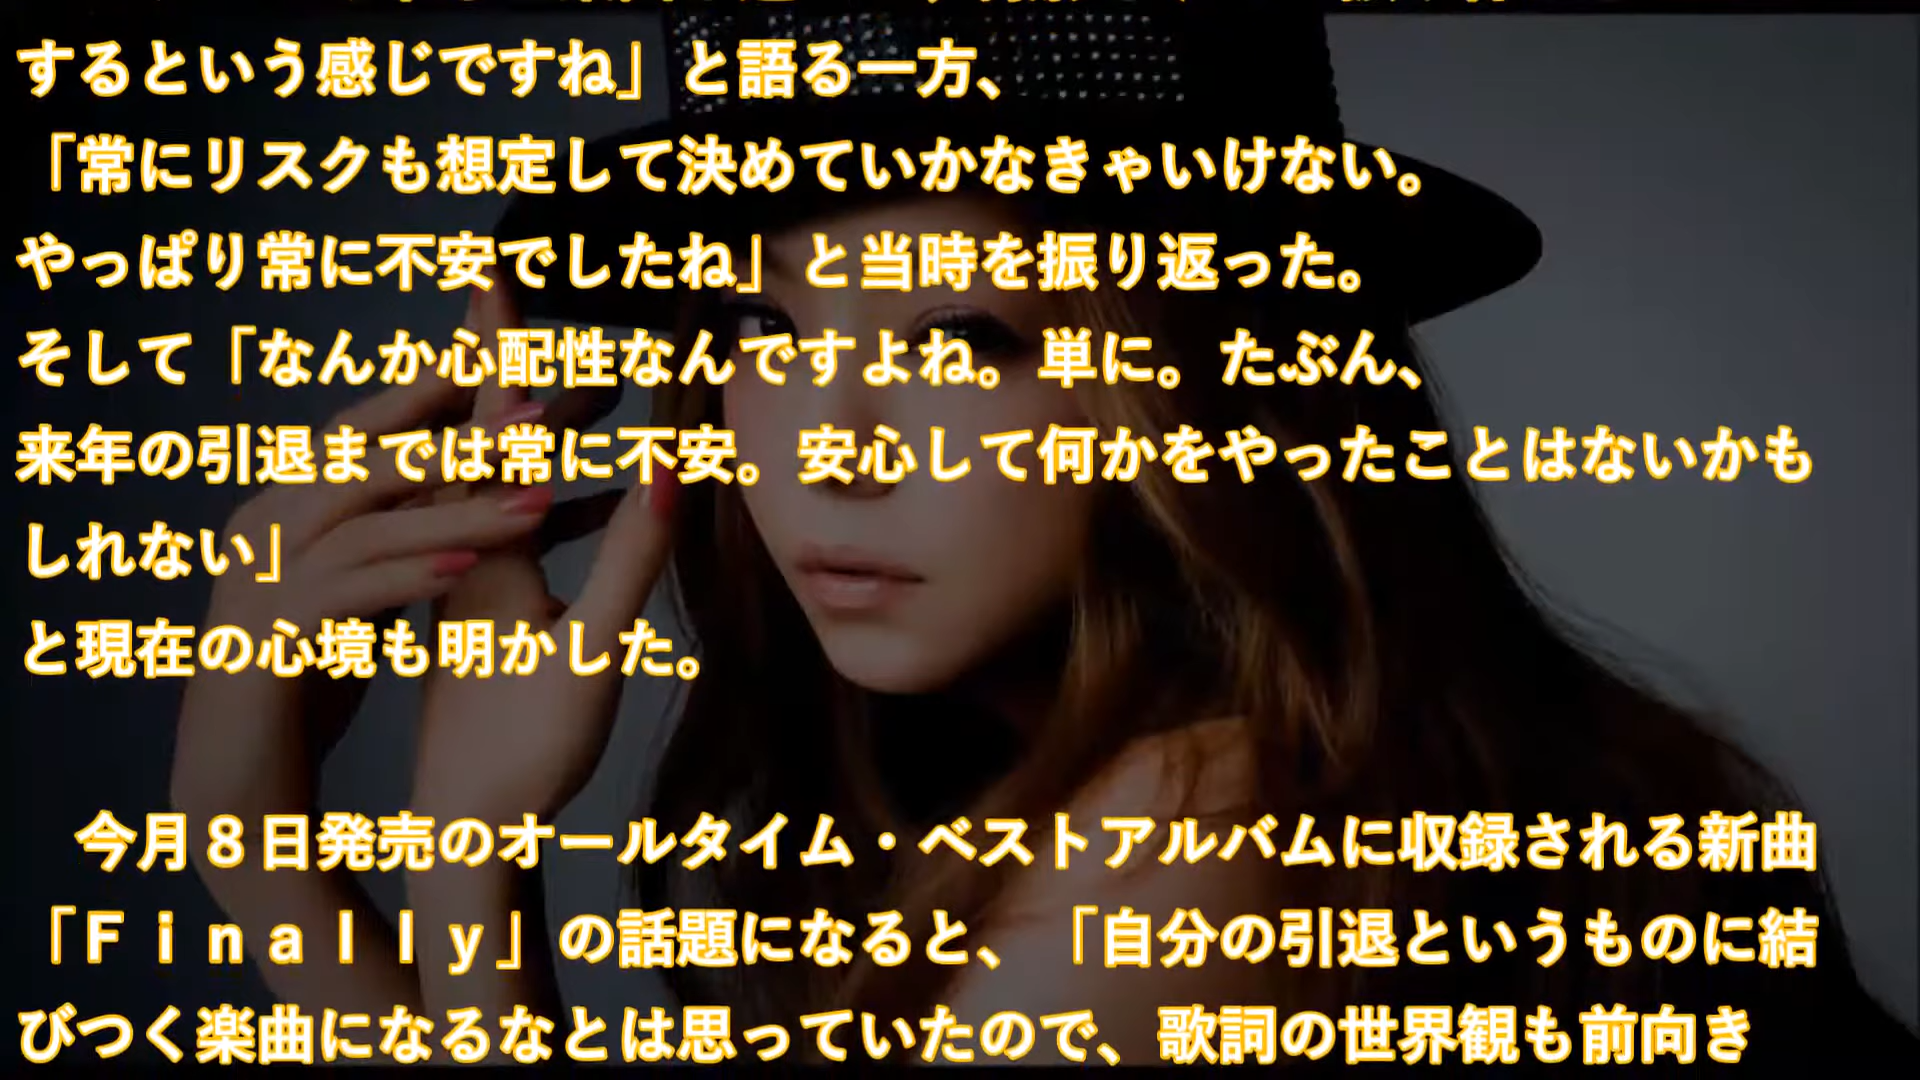 するという感じですね」と語る一方、
「常にリスクも想定して決めていかなきゃいけない。
やっぱり常に不安でしたね」と当時を振り返った。
そして「なんか心配性なんですよね。単に。たぶん、
来年の引退までは常に不安。安心して何かをやったことはないかも
しれない」
と現在の心境も明かした。
今月８日発売のオールタイム・ベストアルバムに収録される新曲
「Ｆｉｎａｌｌｙ」の話題になると、「自分の引退というものに結
びつく楽曲になるなとは思っていたので、歌詞の世界観も前向き